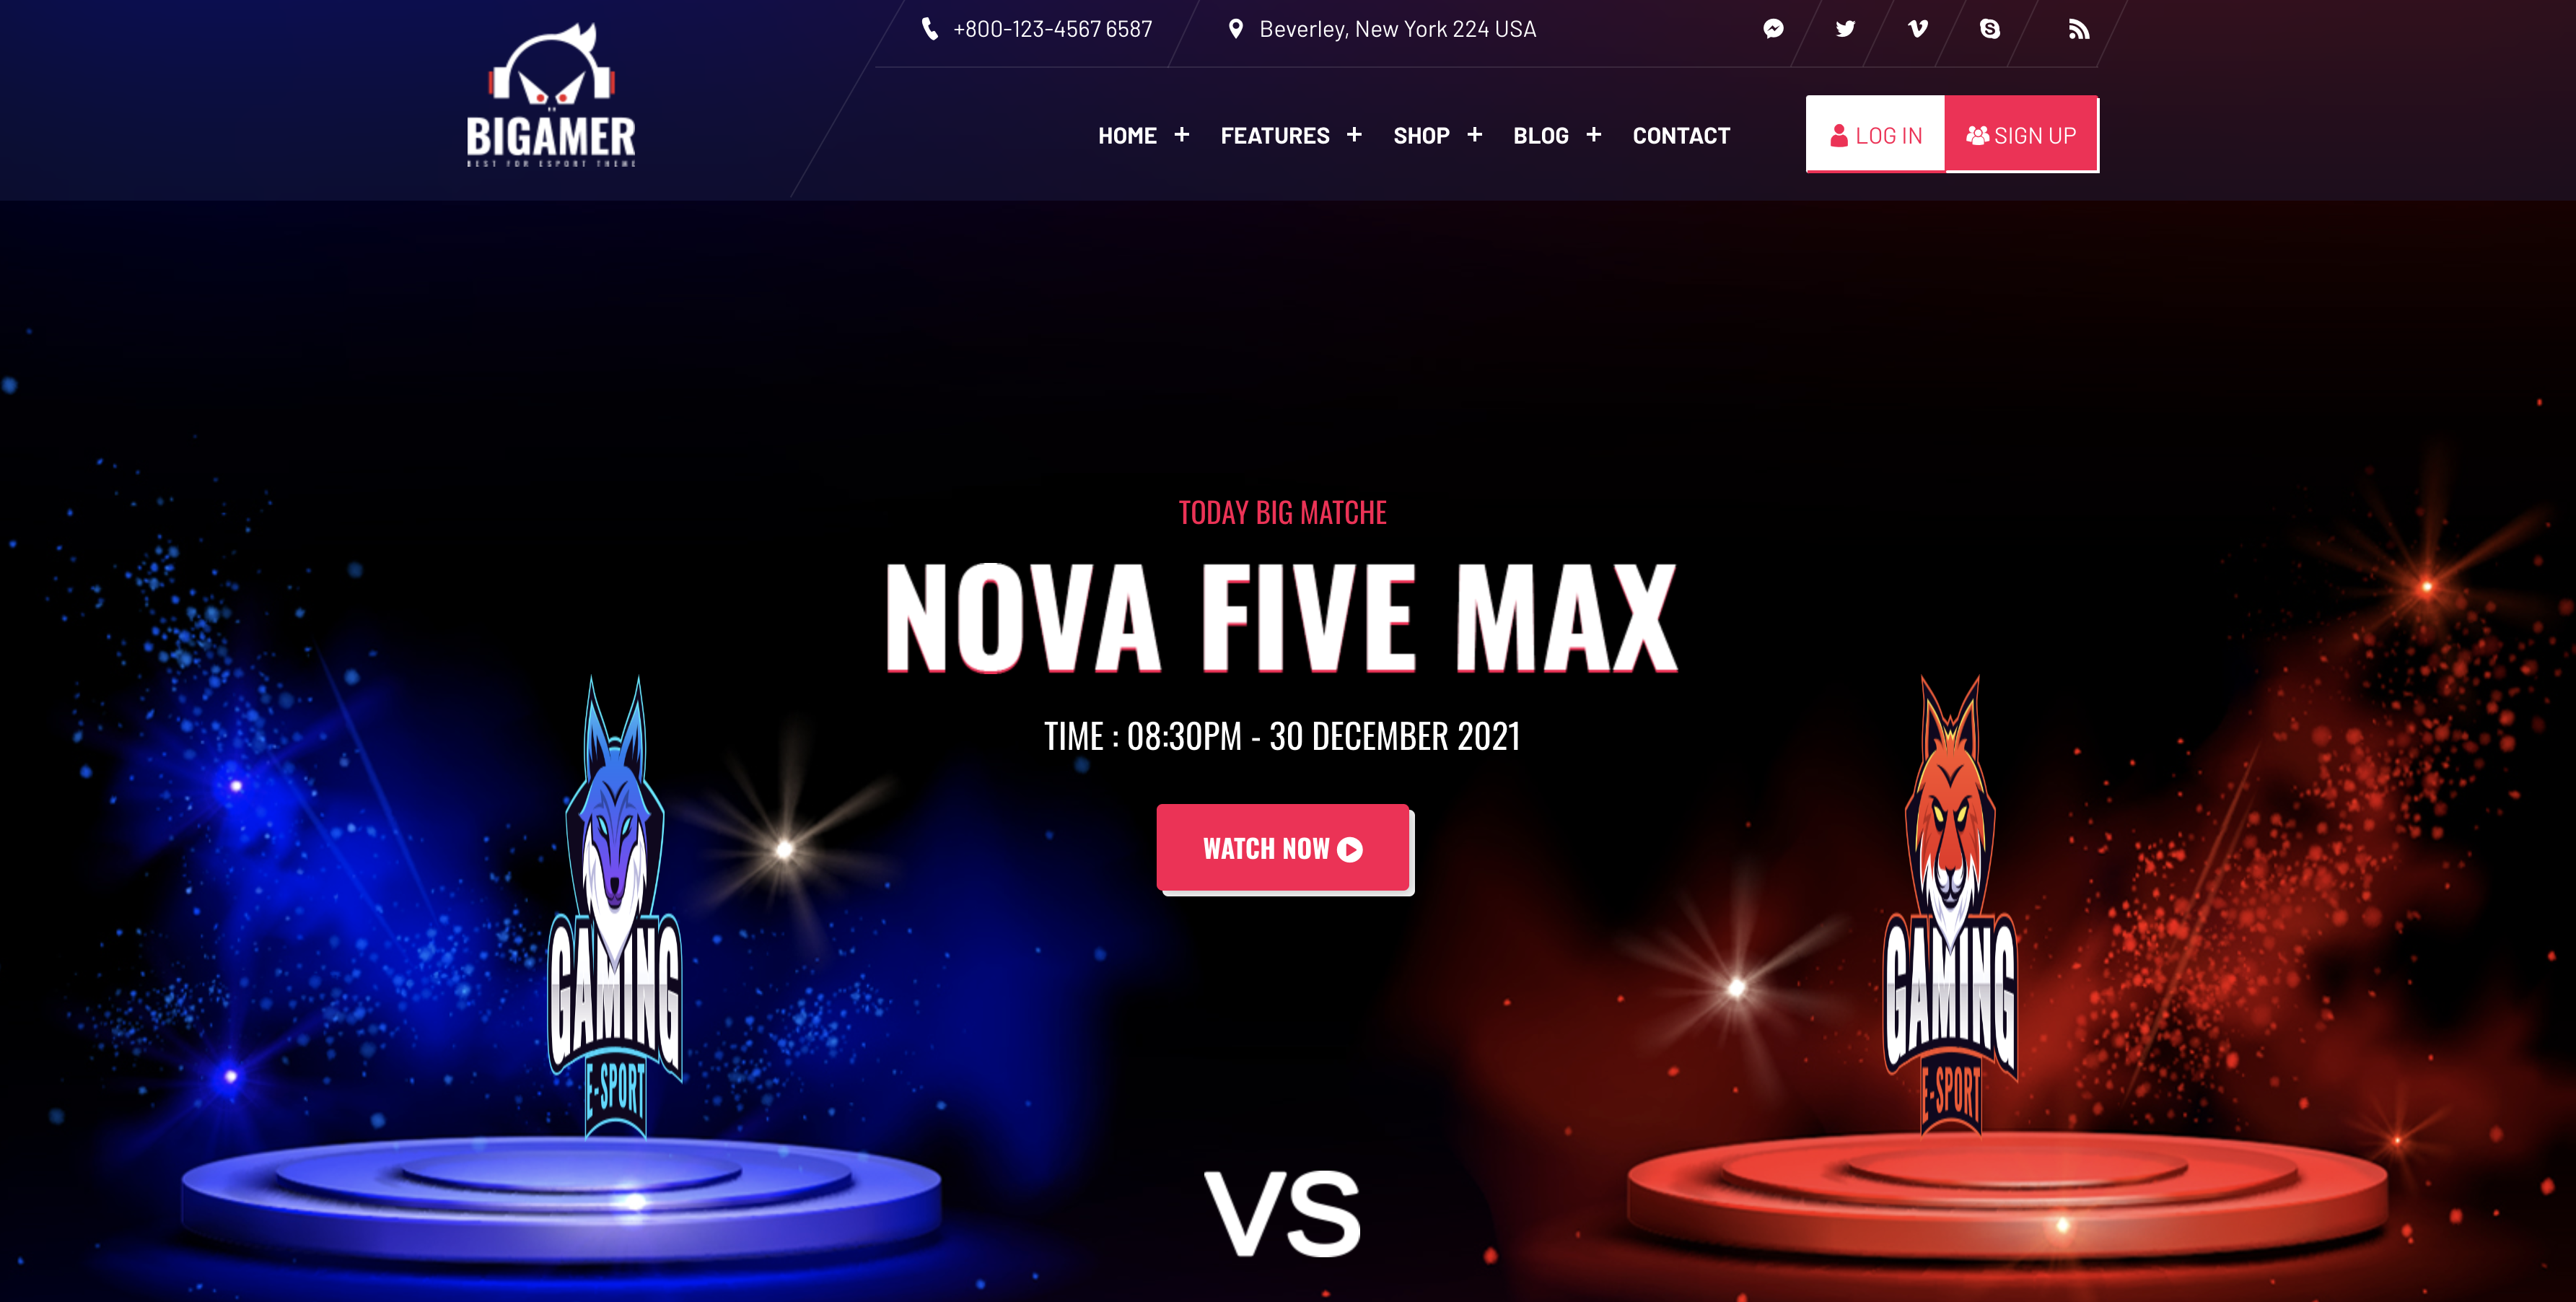 +800-123-4567 6587
Beverley, New York 224 USA
BIGAMER
BEST FOR ESPORT THEME
HOME + FEATURES + SHOP + BLOG + CONTACT
LOG IN
SIGN UP
TODAY BIG MATCHE
NOVA FIVE MAX
TIME : 08:30PM - 30 DECEMBER 2021
WATCH NOW
GAMING
E-SPORT
GAMING
E-SPORT
VS